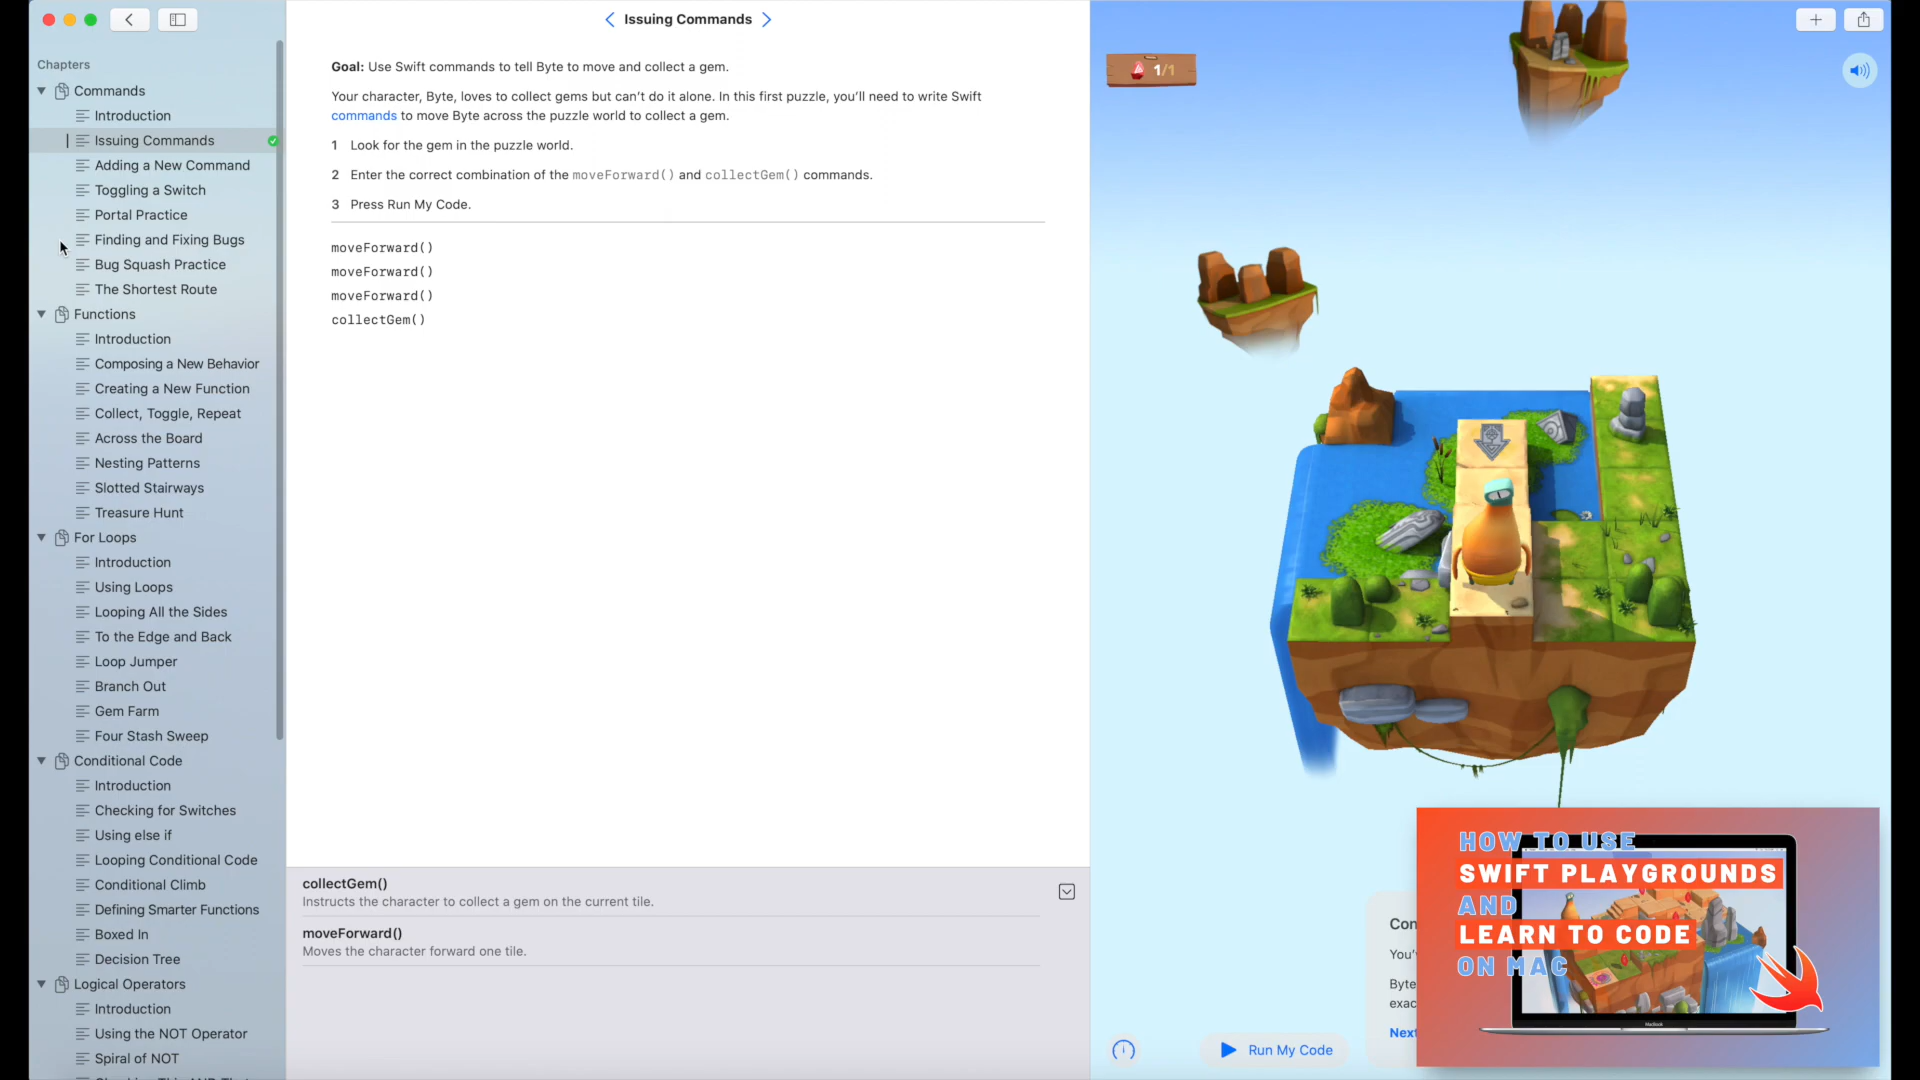 Chapters
Commands
Introduction
Issuing Commands
Adding a New Command
Toggling a Switch
Portal Practice
Finding and Fixing Bugs
Bug Squash Practice
The Shortest Route
Functions
Introduction
Composing a New Behavior
Creating a New Function
Collect, Toggle, Repeat
Across the Board
Nesting Patterns
Slotted Stairways
Treasure Hunt
For Loops
Introduction
Using Loops
Looping All the Sides
To the Edge and Back
Loop Jumper
Branch Out
Gem Farm
Four Stash Sweep
Conditional Code
Introduction
Checking for Switches
Using else if
Looping Conditional Code
Conditional Climb
Defining Smarter Functions
Boxed In
Decision Tree
Logical Operators
Introduction
Using the NOT Operator
Spiral of NOT
Issuing Commands
Goal: Use Swift commands to tell Byte to move and collect a gem.
Your character, Byte, loves to collect gems but can’t do it alone. In this first puzzle, you’ll need to write Swift
commands to move Byte across the puzzle world to collect a gem.
1 Look for the gem in the puzzle world.
2 Enter the correct combination of the moveForward() and collectGem() commands.
3 Press Run My Code.
moveForward()
moveForward()
moveForward()
collectGem()
collectGem()
Instructs the character to collect a gem on the current tile.
moveForward()
Moves the character forward one tile.
1/1
Run My Code
Byte
Next
HOW TO USE
SWIFT PLAYGROUNDS
AND
LEARN TO CODE
ON MAC
MacBook